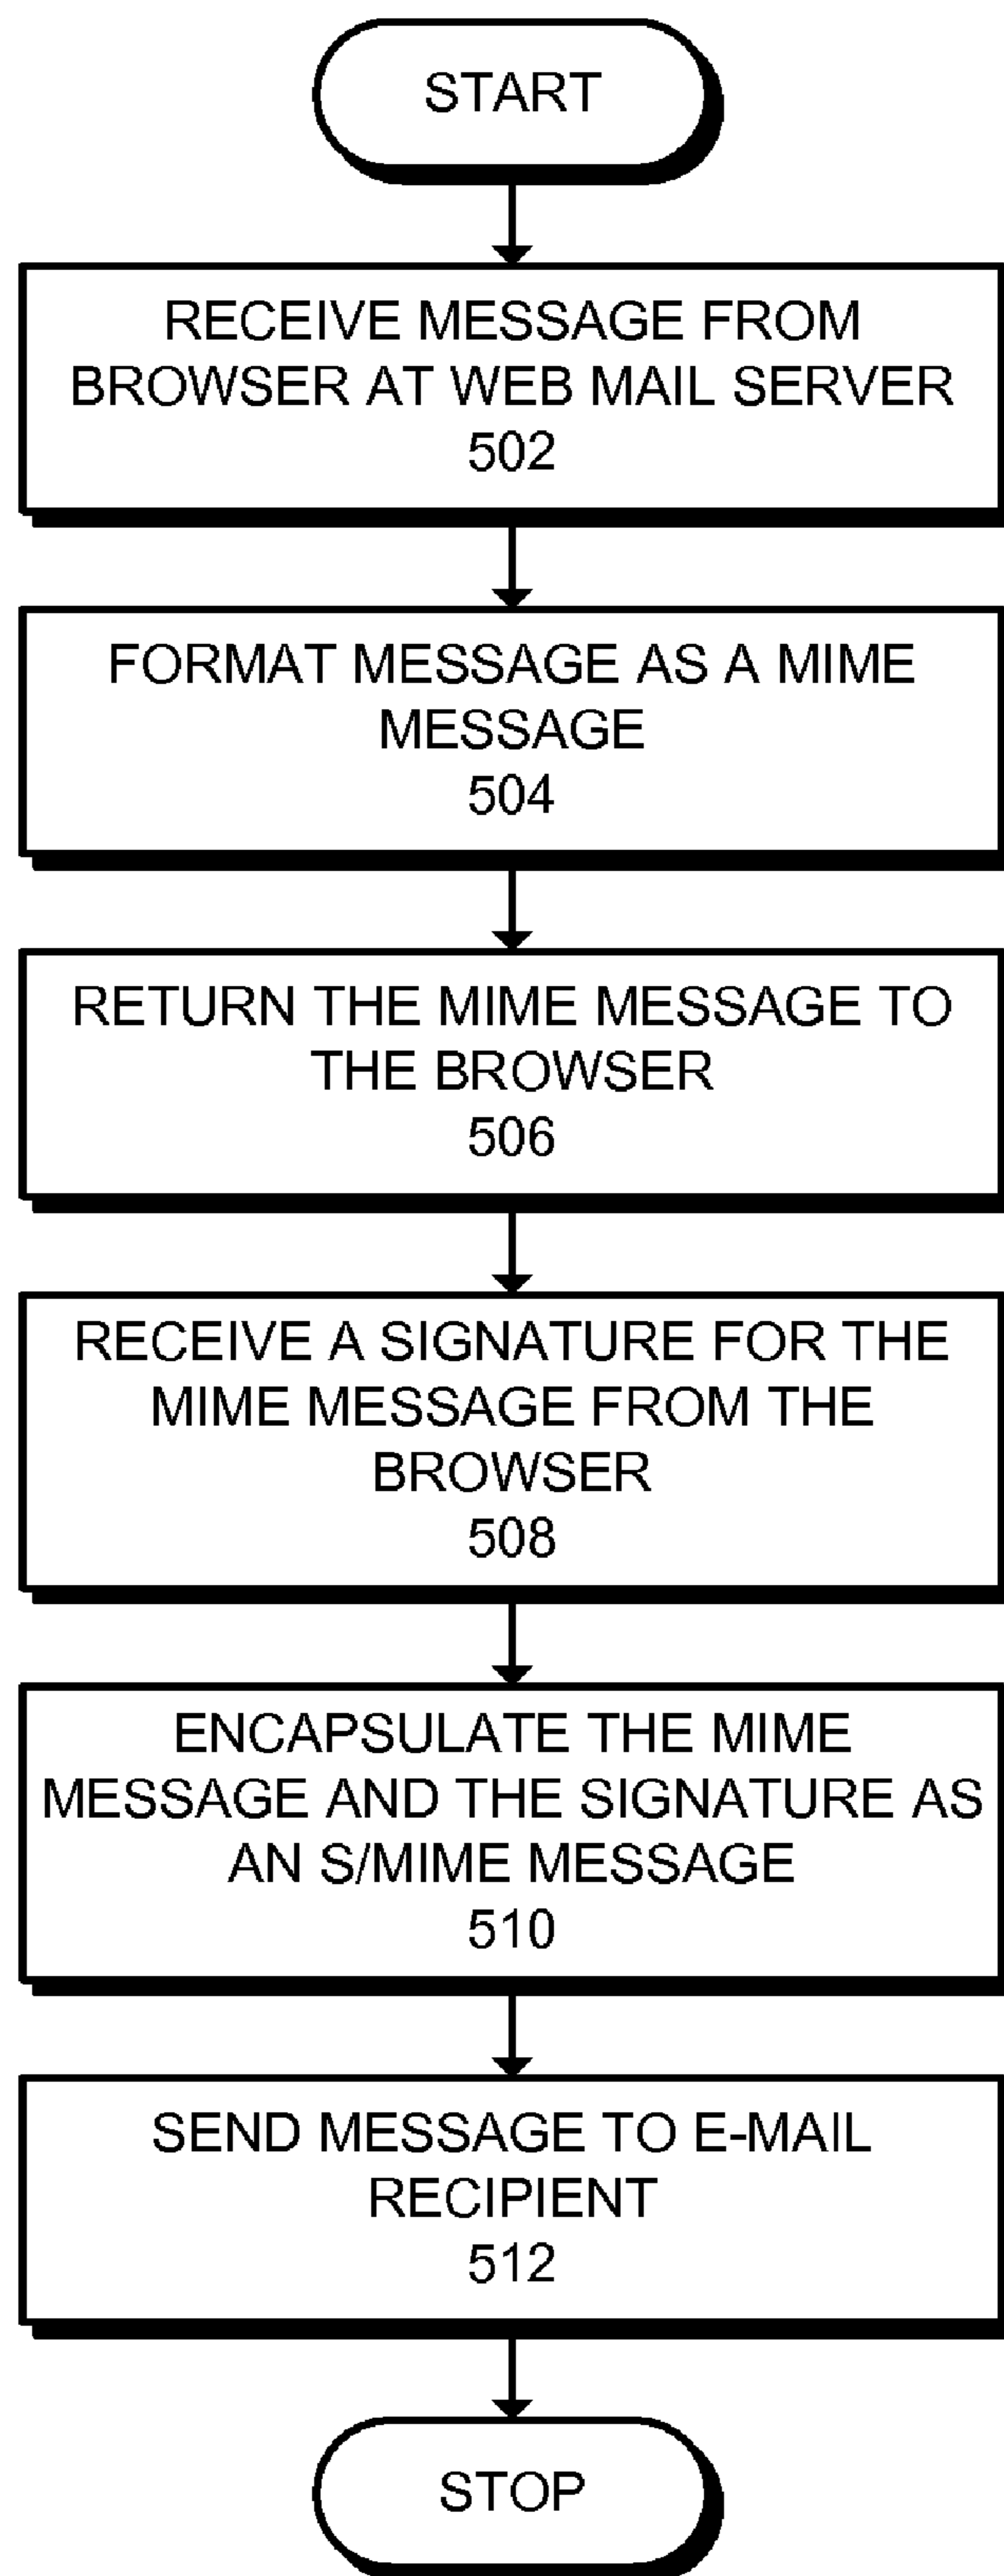 START
RECEIVE MESSAGE FROM
BROWSER AT WEB MAIL SERVER
502
FORMAT MESSAGE AS A MIME
MESSAGE
504
RETURN THE MIME MESSAGE TO
THE BROWSER
506
RECEIVE A SIGNATURE FOR THE
MIME MESSAGE FROM THE
BROWSER
508
ENCAPSULATE THE MIME
MESSAGE AND THE SIGNATURE AS
AN S/MIME MESSAGE
510
SEND MESSAGE TO E-MAIL
RECIPIENT
512
STOP